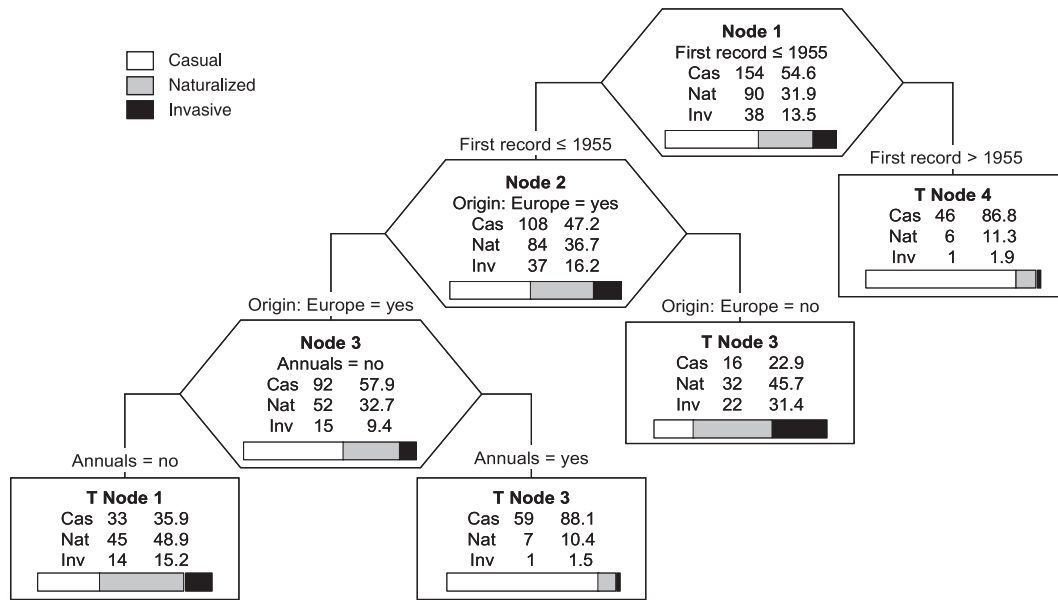 Casual
Naturalized
Invasive
Node 1
First record ≤ 1955
Cas 154 54.6
Nat 90 31.9
Inv 38 13.5
First record ≤ 1955
First record > 1955
Node 2
Origin: Europe = yes
Cas 108 47.2
Nat 84 36.7
Inv 37 16.2
T Node 4
Cas 46 86.8
Nat 6 11.3
Inv 1 1.9
Origin: Europe = yes
Origin: Europe = no
Node 3
Annuals = no
Cas 92 57.9
Nat 52 32.7
Inv 15 9.4
T Node 3
Cas 16 22.9
Nat 32 45.7
Inv 22 31.4
Annuals = no
Annuals = yes
T Node 1
Cas 33 35.9
Nat 45 48.9
Inv 14 15.2
T Node 3
Cas 59 88.1
Nat 7 10.4
Inv 1 1.5